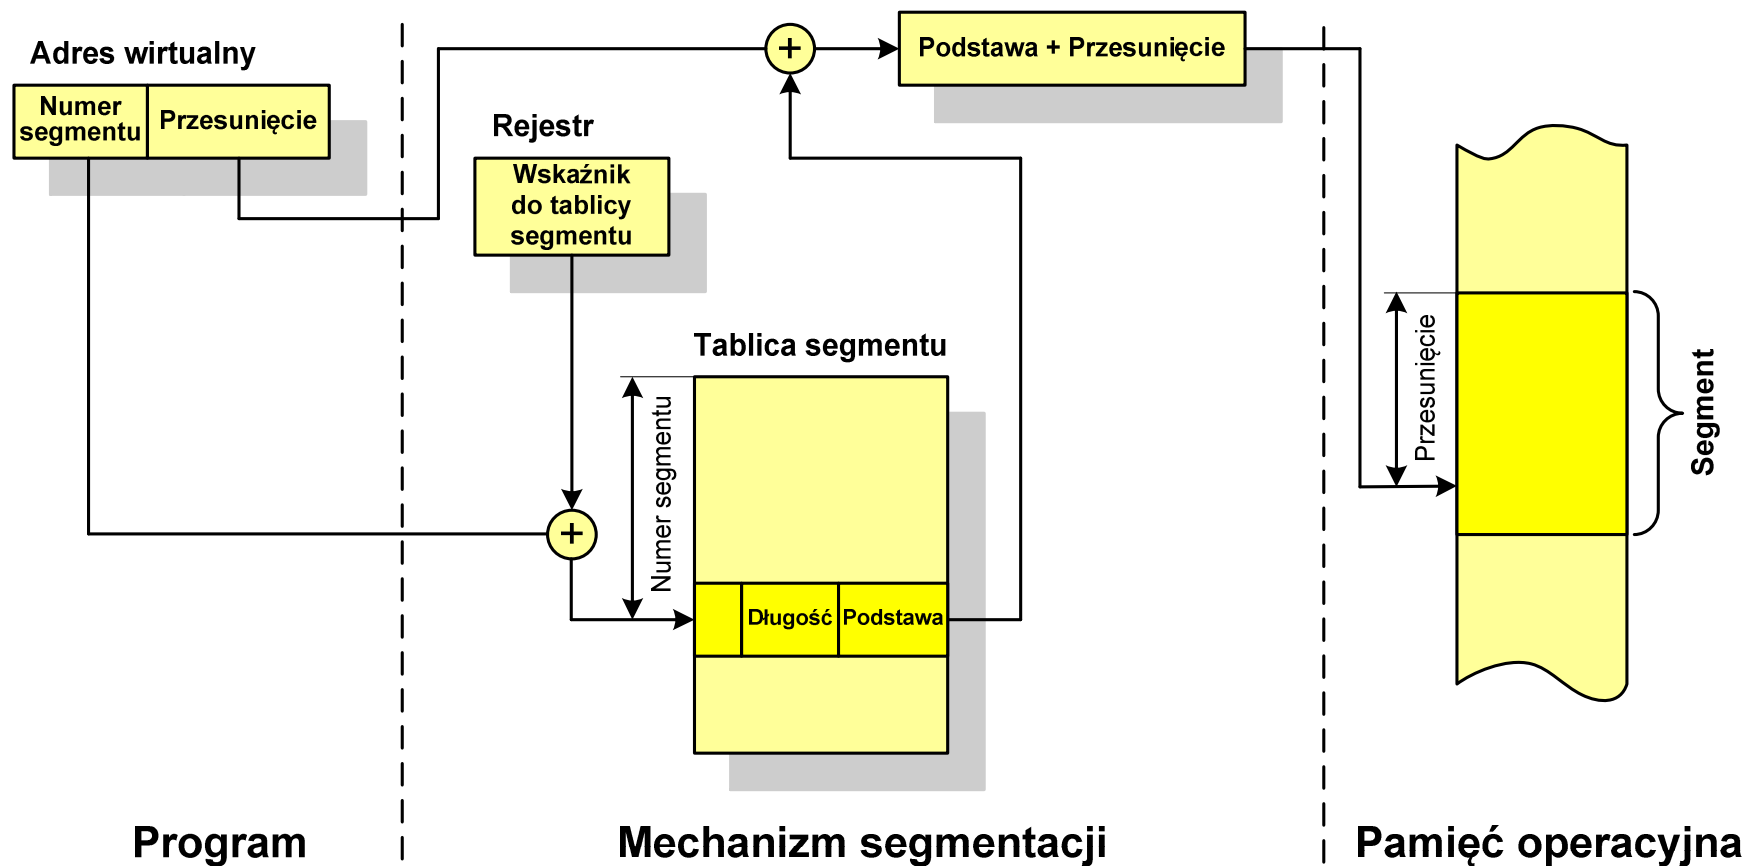 Adres wirtualny
Numer
segmentu
Przesunięcie
Rejestr
Wskaźnik
do tablicy
segmentu
+
Podstawa + Przesunięcie
Tablica segmentu
Numer segmentu
+
Długość
Podstawa
Przesunięcie
Segment
Program
Mechanizm segmentacji
Pamięć operacyjna